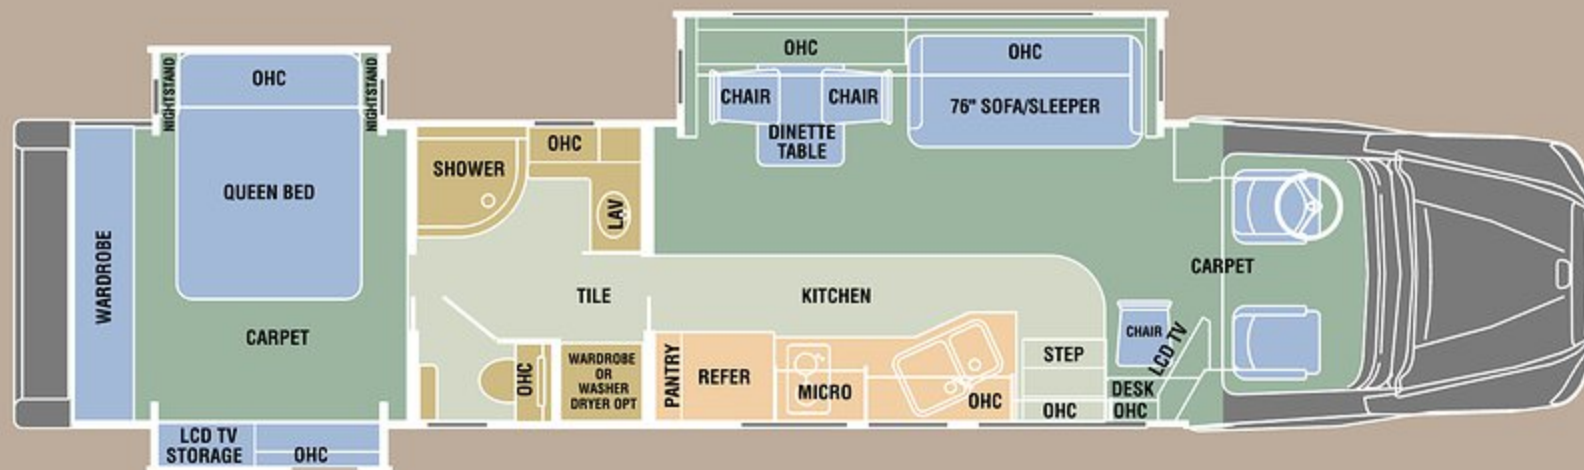 NIGHTSTAND
OHC
NIGHTSTAND
QUEEN BED
WARDROBE
CARPET
LCD TV
STORAGE
OHC
SHOWER
OHC
LAV
TILE
OHC
WARDROBE
OR
WASHER
DRYER OPT
OHC
OHC
CHAIR
CHAIR
DINETTE
TABLE
76" SOFA/SLEEPER
KITCHEN
CARPET
PANTRY
REFER
MICRO
OHC
STEP
OHC
CHAIR
LCD TV
DESK
OHC